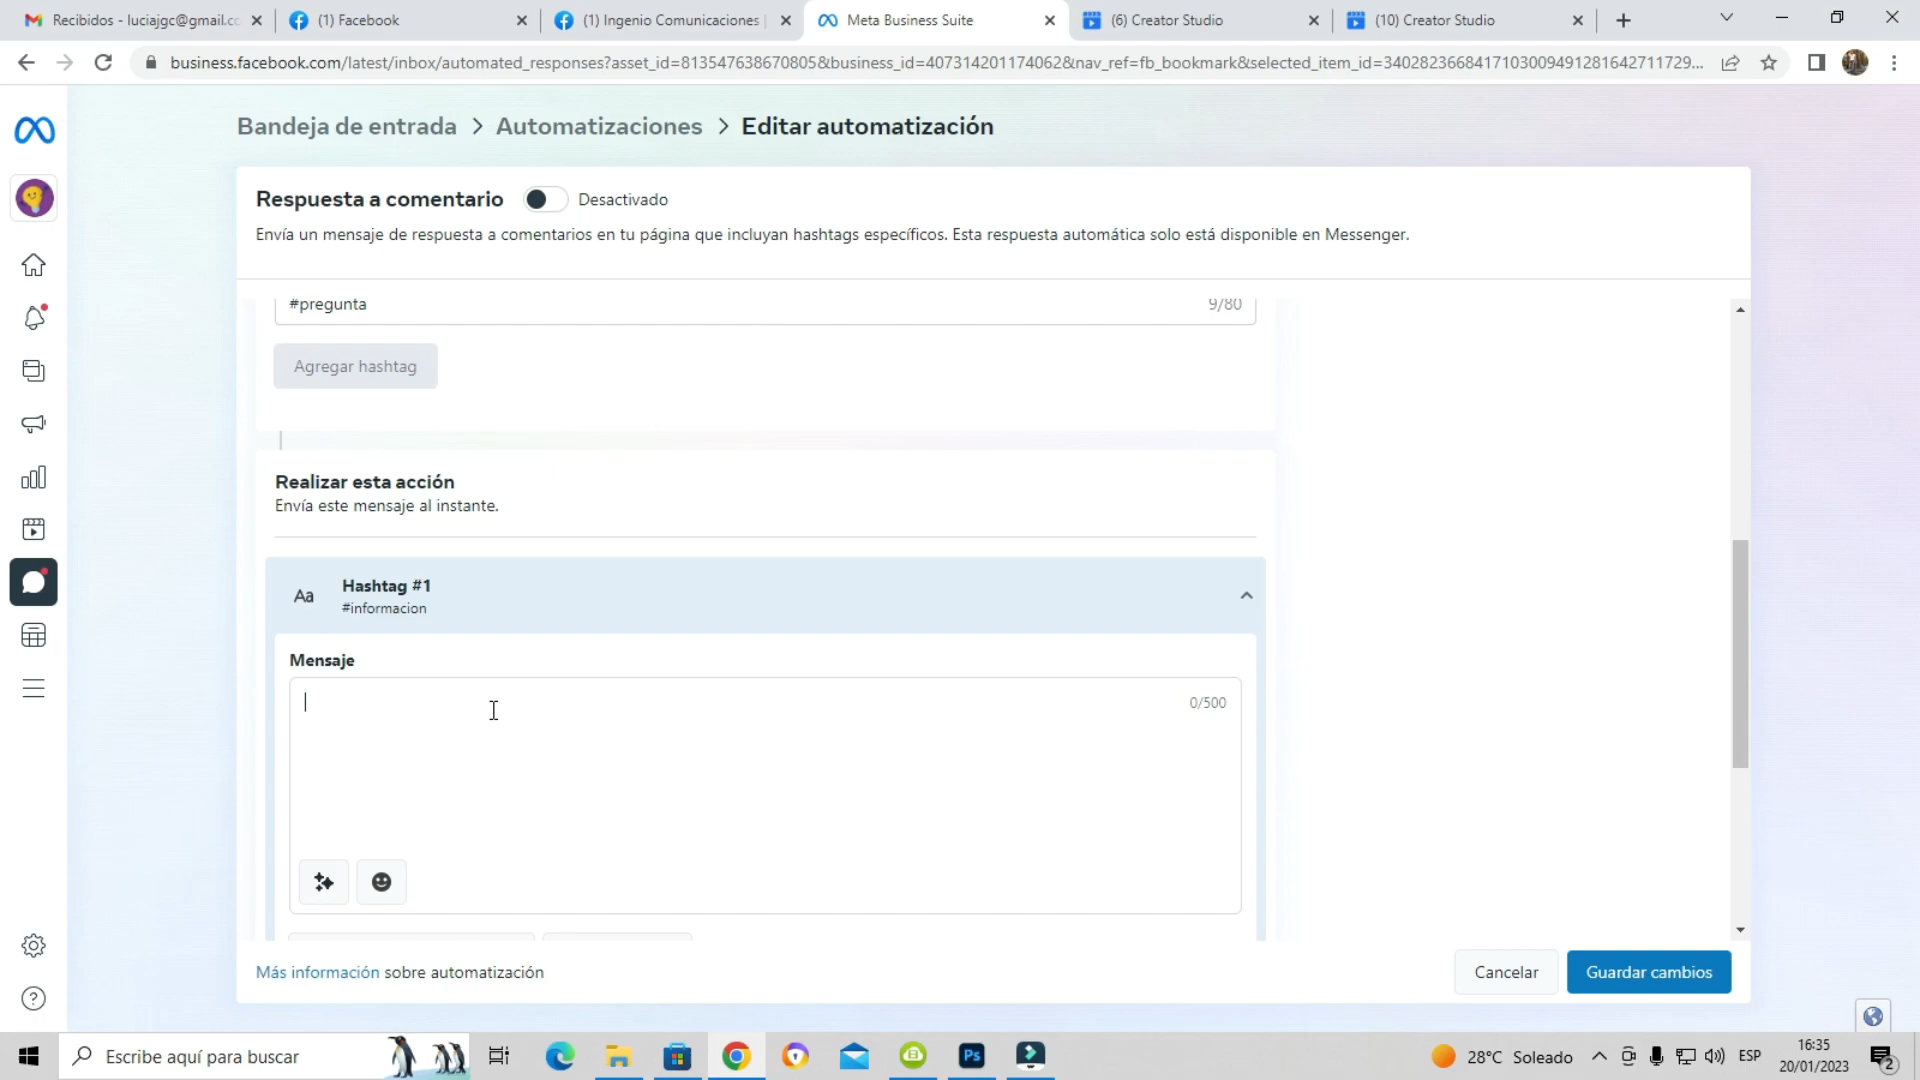 Recibidos - luciajgc@gmail.cc
(1) Facebook
(1) Ingenio Comunicaciones |
Meta Business Suite
(6) Creator Studio
(10) Creator Studio
business.facebook.com/latest/inbox/automated_responses?asset_id=813547638670805&business_id=407314201174062&nav_ref=fb_bookmark&selected_item_id=3402823668417103009491281642711729...
Bandeja de entrada > Automatizaciones > Editar automatización
Respuesta a comentario
Desactivado
Envía un mensaje de respuesta a comentarios en tu página que incluyan hashtags específicos. Esta respuesta automática solo está disponible en Messenger.
#pregunta
9/80
Agregar hashtag
Realizar esta acción
Envía este mensaje al instante.
Aa
Hashtag #1
#informacion
Mensaje
0/500
Más información sobre automatización
Cancelar
Guardar cambios
Escribe aquí para buscar
Ps
28°C Soleado
ESP
16:35
20/01/2023
2